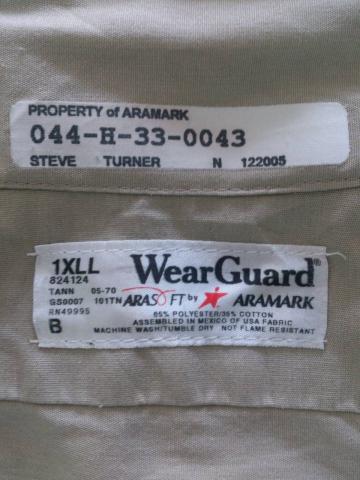 PROPERTY of ARAMARK
044-H-33-0043
STEVE TURNER N 122005
1XLL
WearGuard®
824124
TANN 05-70
GS0007 101TN ARASOFT by ARAMARK
RN49995
65% POLYESTER/35% COTTON
B
ASSEMBLED IN MEXICO OF USA FABRIC
MACHINE WASH/TUMBLE DRY NOT FLAME RESISTANT